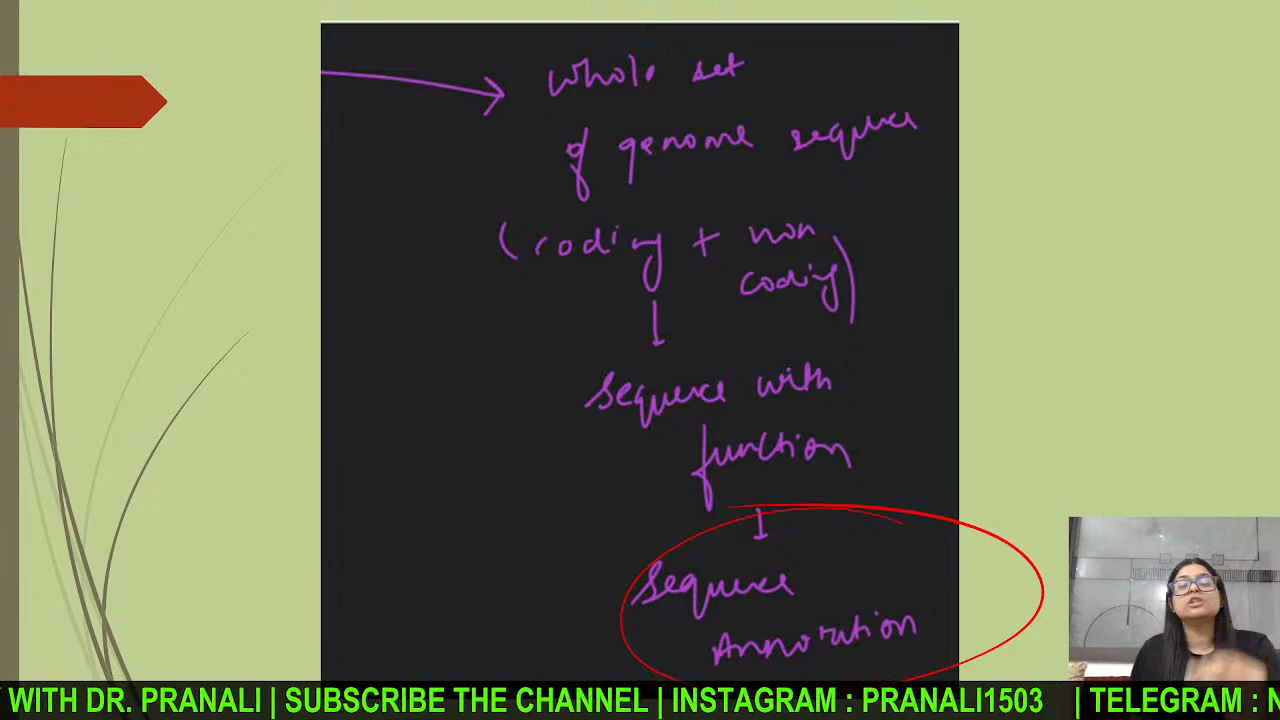 whole set
of genome sequence
(coding + non
coding)
sequence with
function
Sequence
Annotation
Y WITH DR. PRANALI | SUBSCRIBE THE CHANNEL | INSTAGRAM : PRANALI1503 | TELEGRAM : N